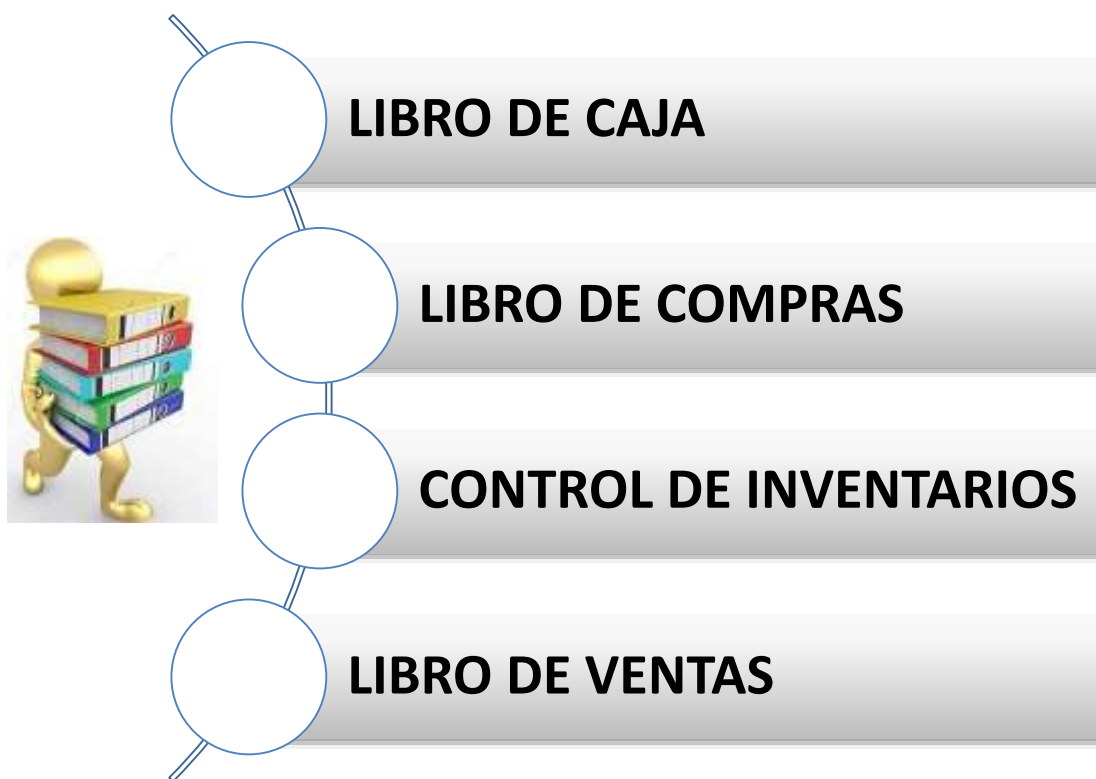 LIBRO DE CAJA
LIBRO DE COMPRAS
CONTROL DE INVENTARIOS
LIBRO DE VENTAS